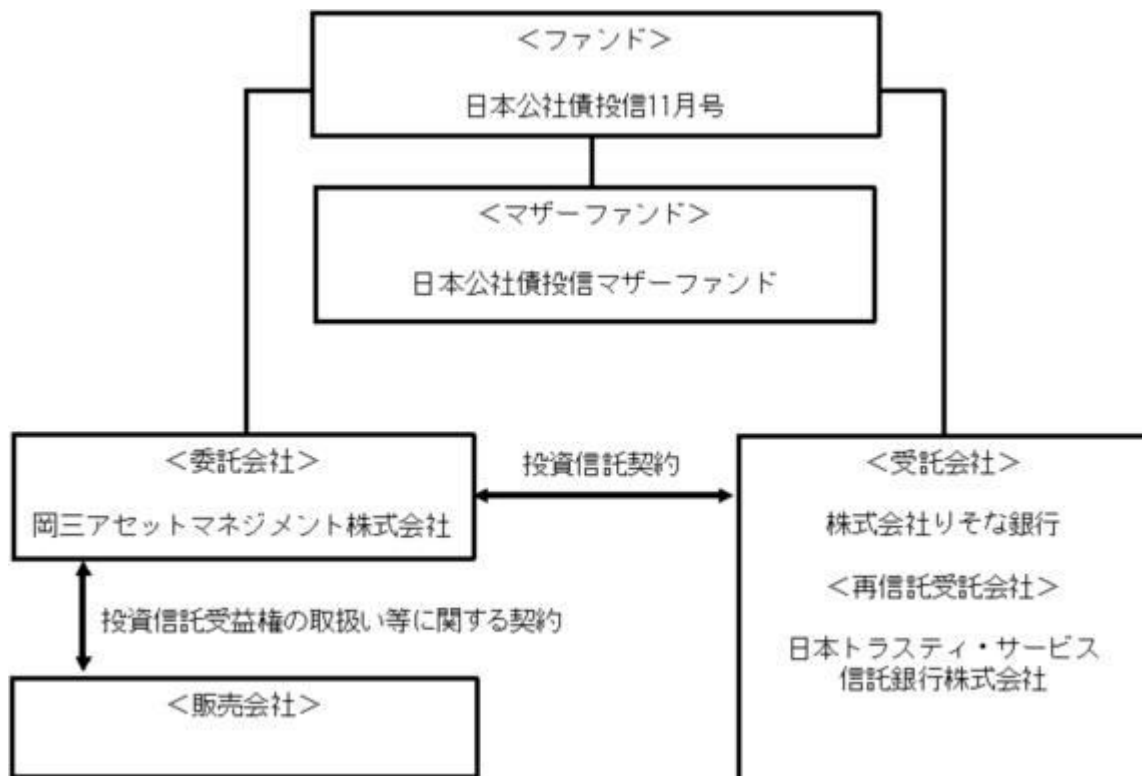 ＜ファンド＞
日本公社債投信11月号
＜マザーファンド＞
日本公社債投信マザーファンド
＜委託会社＞
岡三アセットマネジメント株式会社
投資信託契約
＜受託会社＞
株式会社りそな銀行
＜再信託受託会社＞
日本トラスティ・サービス
信託銀行株式会社
投資信託受益権の取扱い等に関する契約
＜販売会社＞